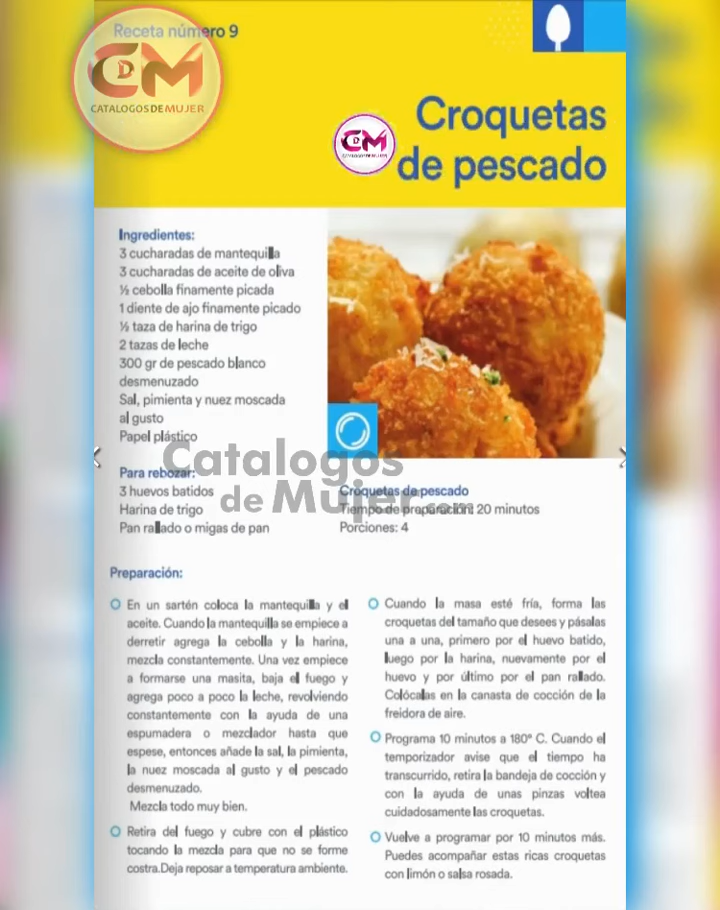 Receta número 9
CDM
CATALOGOS DE MUJER
Croquetas
de pescado
CDM
CATALOGOS DE MUJER
Ingredientes:
3 cucharadas de mantequilla
3 cucharadas de aceite de oliva
½ cebolla finamente picada
1 diente de ajo finamente picado
½ taza de harina de trigo
2 tazas de leche
300 gr de pescado blanco
desmenuzado
Sal, pimienta y nuez moscada
al gusto
Papel plástico
Para rebozar:
3 huevos batidos
Harina de trigo
Pan rallado o migas de pan
Catalogos
de Mujer.com
Croquetas de pescado
Tiempo de preparación: 20 minutos
Porciones: 4
Preparación:
En un sartén coloca la mantequilla y el
aceite. Cuando la mantequilla se empiece a
derretir agrega la cebolla y la harina,
mezcla constantemente. Una vez empiece
a formarse una masita, baja el fuego y
agrega poco a poco la leche, revolviendo
constantemente con la ayuda de una
espumadera o mezclador hasta que
espese, entonces añade la sal, la pimienta,
la nuez moscada al gusto y el pescado
desmenuzado.
Mezcla todo muy bien.
Retira del fuego y cubre con el plástico
tocando la mezcla para que no se forme
costra.Deja reposar a temperatura ambiente.
Cuando la masa esté fría, forma las
croquetas del tamaño que desees y pásalas
una a una, primero por el huevo batido,
luego por la harina, nuevamente por el
huevo y por último por el pan rallado.
Colócalas en la canasta de cocción de la
freidora de aire.
Programa 10 minutos a 180° C. Cuando el
temporizador avise que el tiempo ha
transcurrido, retira la bandeja de cocción y
con la ayuda de unas pinzas voltea
cuidadosamente las croquetas.
Vuelve a programar por 10 minutos más.
Puedes acompañar estas ricas croquetas
con limón o salsa rosada.